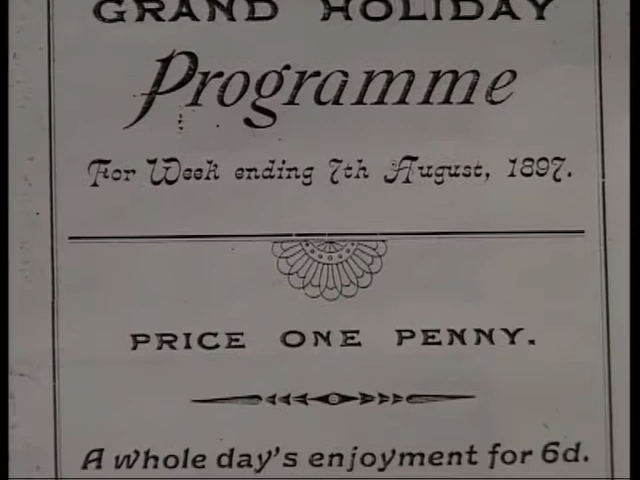 GRAND HOLIDAY
Programme
For Week ending 7th August, 1897.
PRICE ONE PENNY.
A whole day's enjoyment for 6d.